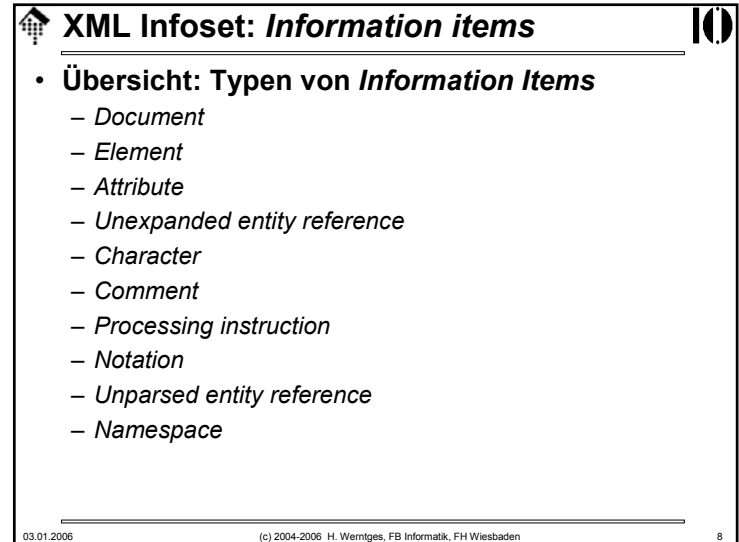 XML Infoset: Information items
• Übersicht: Typen von Information Items
– Document
– Element
– Attribute
– Unexpanded entity reference
– Character
– Comment
– Processing instruction
– Notation
– Unparsed entity reference
– Namespace
03.01.2006 (c) 2004-2006 H. Werntges, FB Informatik, FH Wiesbaden 8